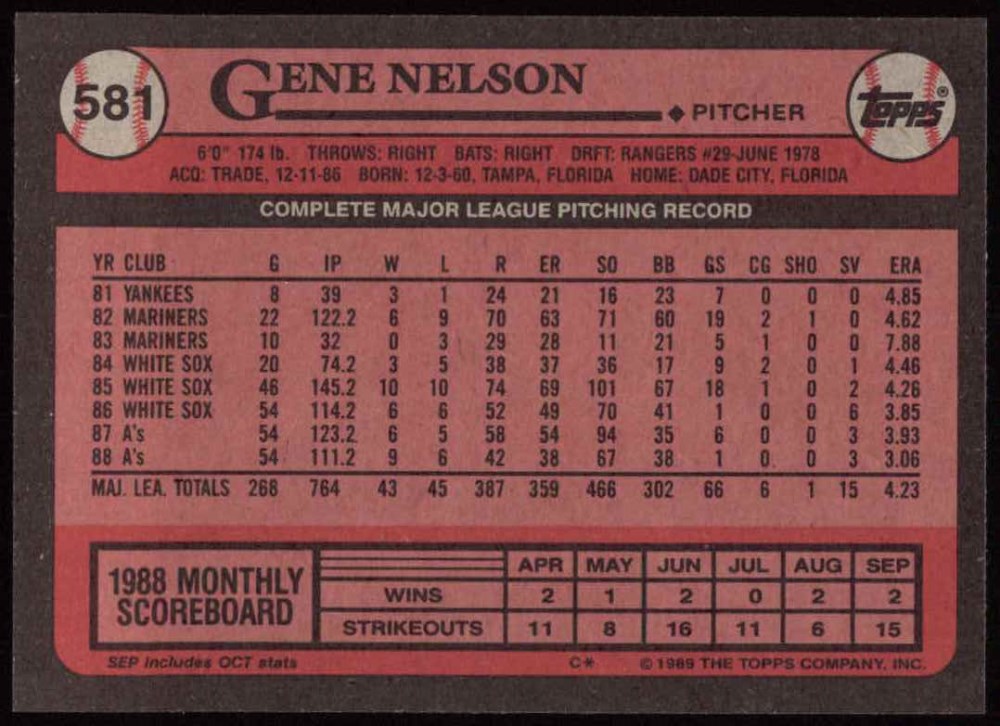 581
GENE NELSON
PITCHER
topps®
6'0" 174 lb. THROWS: RIGHT BATS: RIGHT DRFT: RANGERS #29-JUNE 1978
ACQ: TRADE, 12-11-86 BORN: 12-3-60, TAMPA, FLORIDA HOME: DADE CITY, FLORIDA
COMPLETE MAJOR LEAGUE PITCHING RECORD
YR CLUB G IP W L R ER SO BB GS CG SHO SV ERA
81 YANKEES 8 39 3 1 24 21 16 23 7 0 0 0 4.85
82 MARINERS 22 122.2 6 9 70 63 71 60 19 2 1 0 4.62
83 MARINERS 10 32 0 3 29 28 11 21 5 1 0 0 7.88
84 WHITE SOX 20 74.2 3 5 38 37 36 17 9 2 0 1 4.46
85 WHITE SOX 46 145.2 10 10 74 69 101 67 18 1 0 2 4.26
86 WHITE SOX 54 114.2 6 6 52 49 70 41 1 0 0 6 3.85
87 A's 54 123.2 6 5 58 54 94 35 6 0 0 3 3.93
88 A's 54 111.2 9 6 42 38 67 38 1 0 0 3 3.06
MAJ. LEA. TOTALS 268 764 43 45 387 359 466 302 66 6 1 15 4.23
1988 MONTHLY
SCOREBOARD
APR MAY JUN JUL AUG SEP
WINS 2 1 2 0 2 2
STRIKEOUTS 11 8 16 11 6 15
SEP includes OCT stats C* © 1989 THE TOPPS COMPANY, INC.